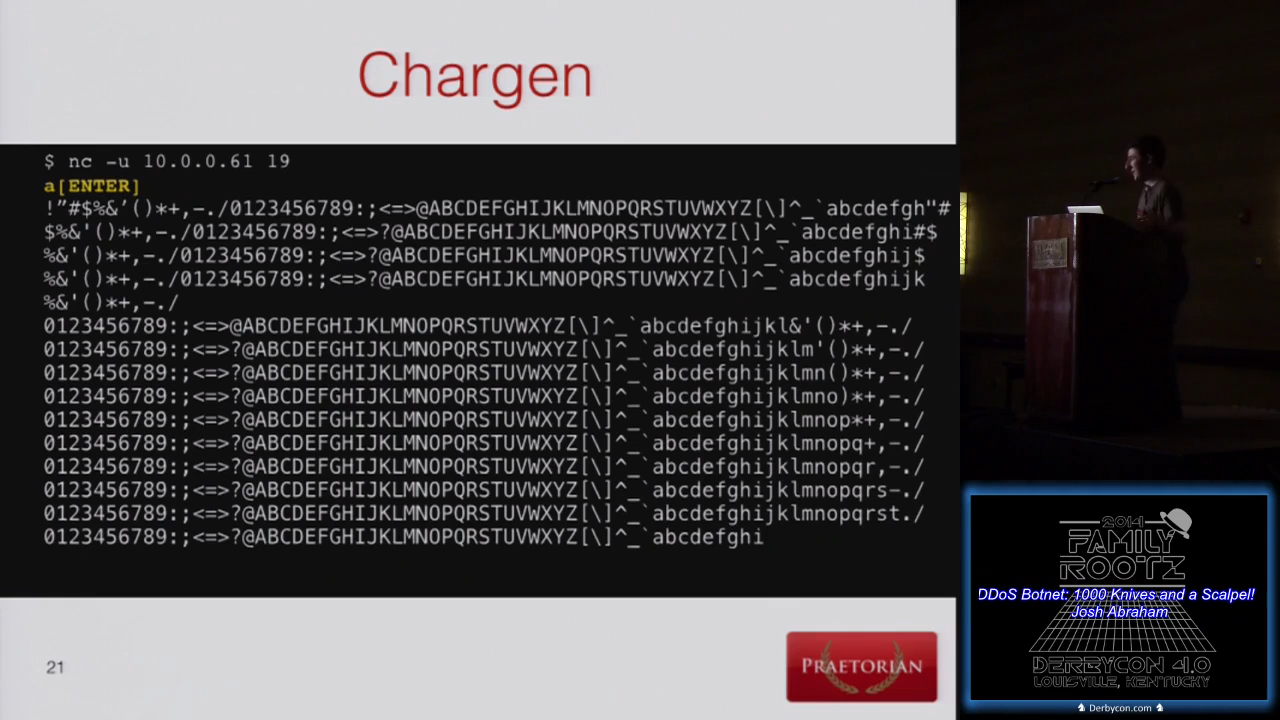 Chargen
$ nc -u 10.0.0.61 19
a[ENTER]
!"#$%&'()*+,-./0123456789:;<=>@ABCDEFGHIJKLMNOPQRSTUVWXYZ[\]^_`abcdefgh"#
$%&'()*+,-./0123456789:;<=>?@ABCDEFGHIJKLMNOPQRSTUVWXYZ[\]^_`abcdefghi#$
%&'()*+,-./0123456789:;<=>?@ABCDEFGHIJKLMNOPQRSTUVWXYZ[\]^_`abcdefghij$
%&'()*+,-./0123456789:;<=>?@ABCDEFGHIJKLMNOPQRSTUVWXYZ[\]^_`abcdefghijk
%&'()*+,-./
0123456789:;<=>@ABCDEFGHIJKLMNOPQRSTUVWXYZ[\]^_`abcdefghijkl&'()*+,-./
0123456789:;<=>?@ABCDEFGHIJKLMNOPQRSTUVWXYZ[\]^_`abcdefghijklm'()*+,-./
0123456789:;<=>?@ABCDEFGHIJKLMNOPQRSTUVWXYZ[\]^_`abcdefghijklmn()*+,-./
0123456789:;<=>?@ABCDEFGHIJKLMNOPQRSTUVWXYZ[\]^_`abcdefghijklmno)*+,-./
0123456789:;<=>?@ABCDEFGHIJKLMNOPQRSTUVWXYZ[\]^_`abcdefghijklmnop*+,-./
0123456789:;<=>?@ABCDEFGHIJKLMNOPQRSTUVWXYZ[\]^_`abcdefghijklmnopq+,-./
0123456789:;<=>?@ABCDEFGHIJKLMNOPQRSTUVWXYZ[\]^_`abcdefghijklmnopqr,-./
0123456789:;<=>?@ABCDEFGHIJKLMNOPQRSTUVWXYZ[\]^_`abcdefghijklmnopqrs-./
0123456789:;<=>?@ABCDEFGHIJKLMNOPQRSTUVWXYZ[\]^_`abcdefghijklmnopqrst./
0123456789:;<=>?@ABCDEFGHIJKLMNOPQRSTUVWXYZ[\]^_`abcdefghi
21
PRAETORIAN
2014
FAMILY
ROOTZ
DDoS Botnet: 1000 Knives and a Scalpel!
Josh Abraham
DERBYCON 4.0
LOUISVILLE, KENTUCKY
Derbycon.com